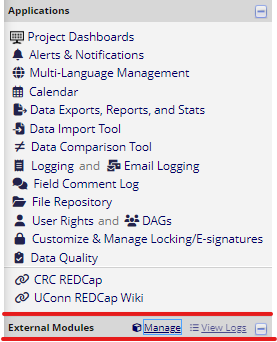 Applications
Project Dashboards
Alerts & Notifications
Multi-Language Management
Calendar
Data Exports, Reports, and Stats
Data Import Tool
Data Comparison Tool
Logging and Email Logging
Field Comment Log
File Repository
User Rights and DAGs
Customize & Manage Locking/E-signatures
Data Quality
CRC REDCap
UConn REDCap Wiki
External Modules Manage View Logs